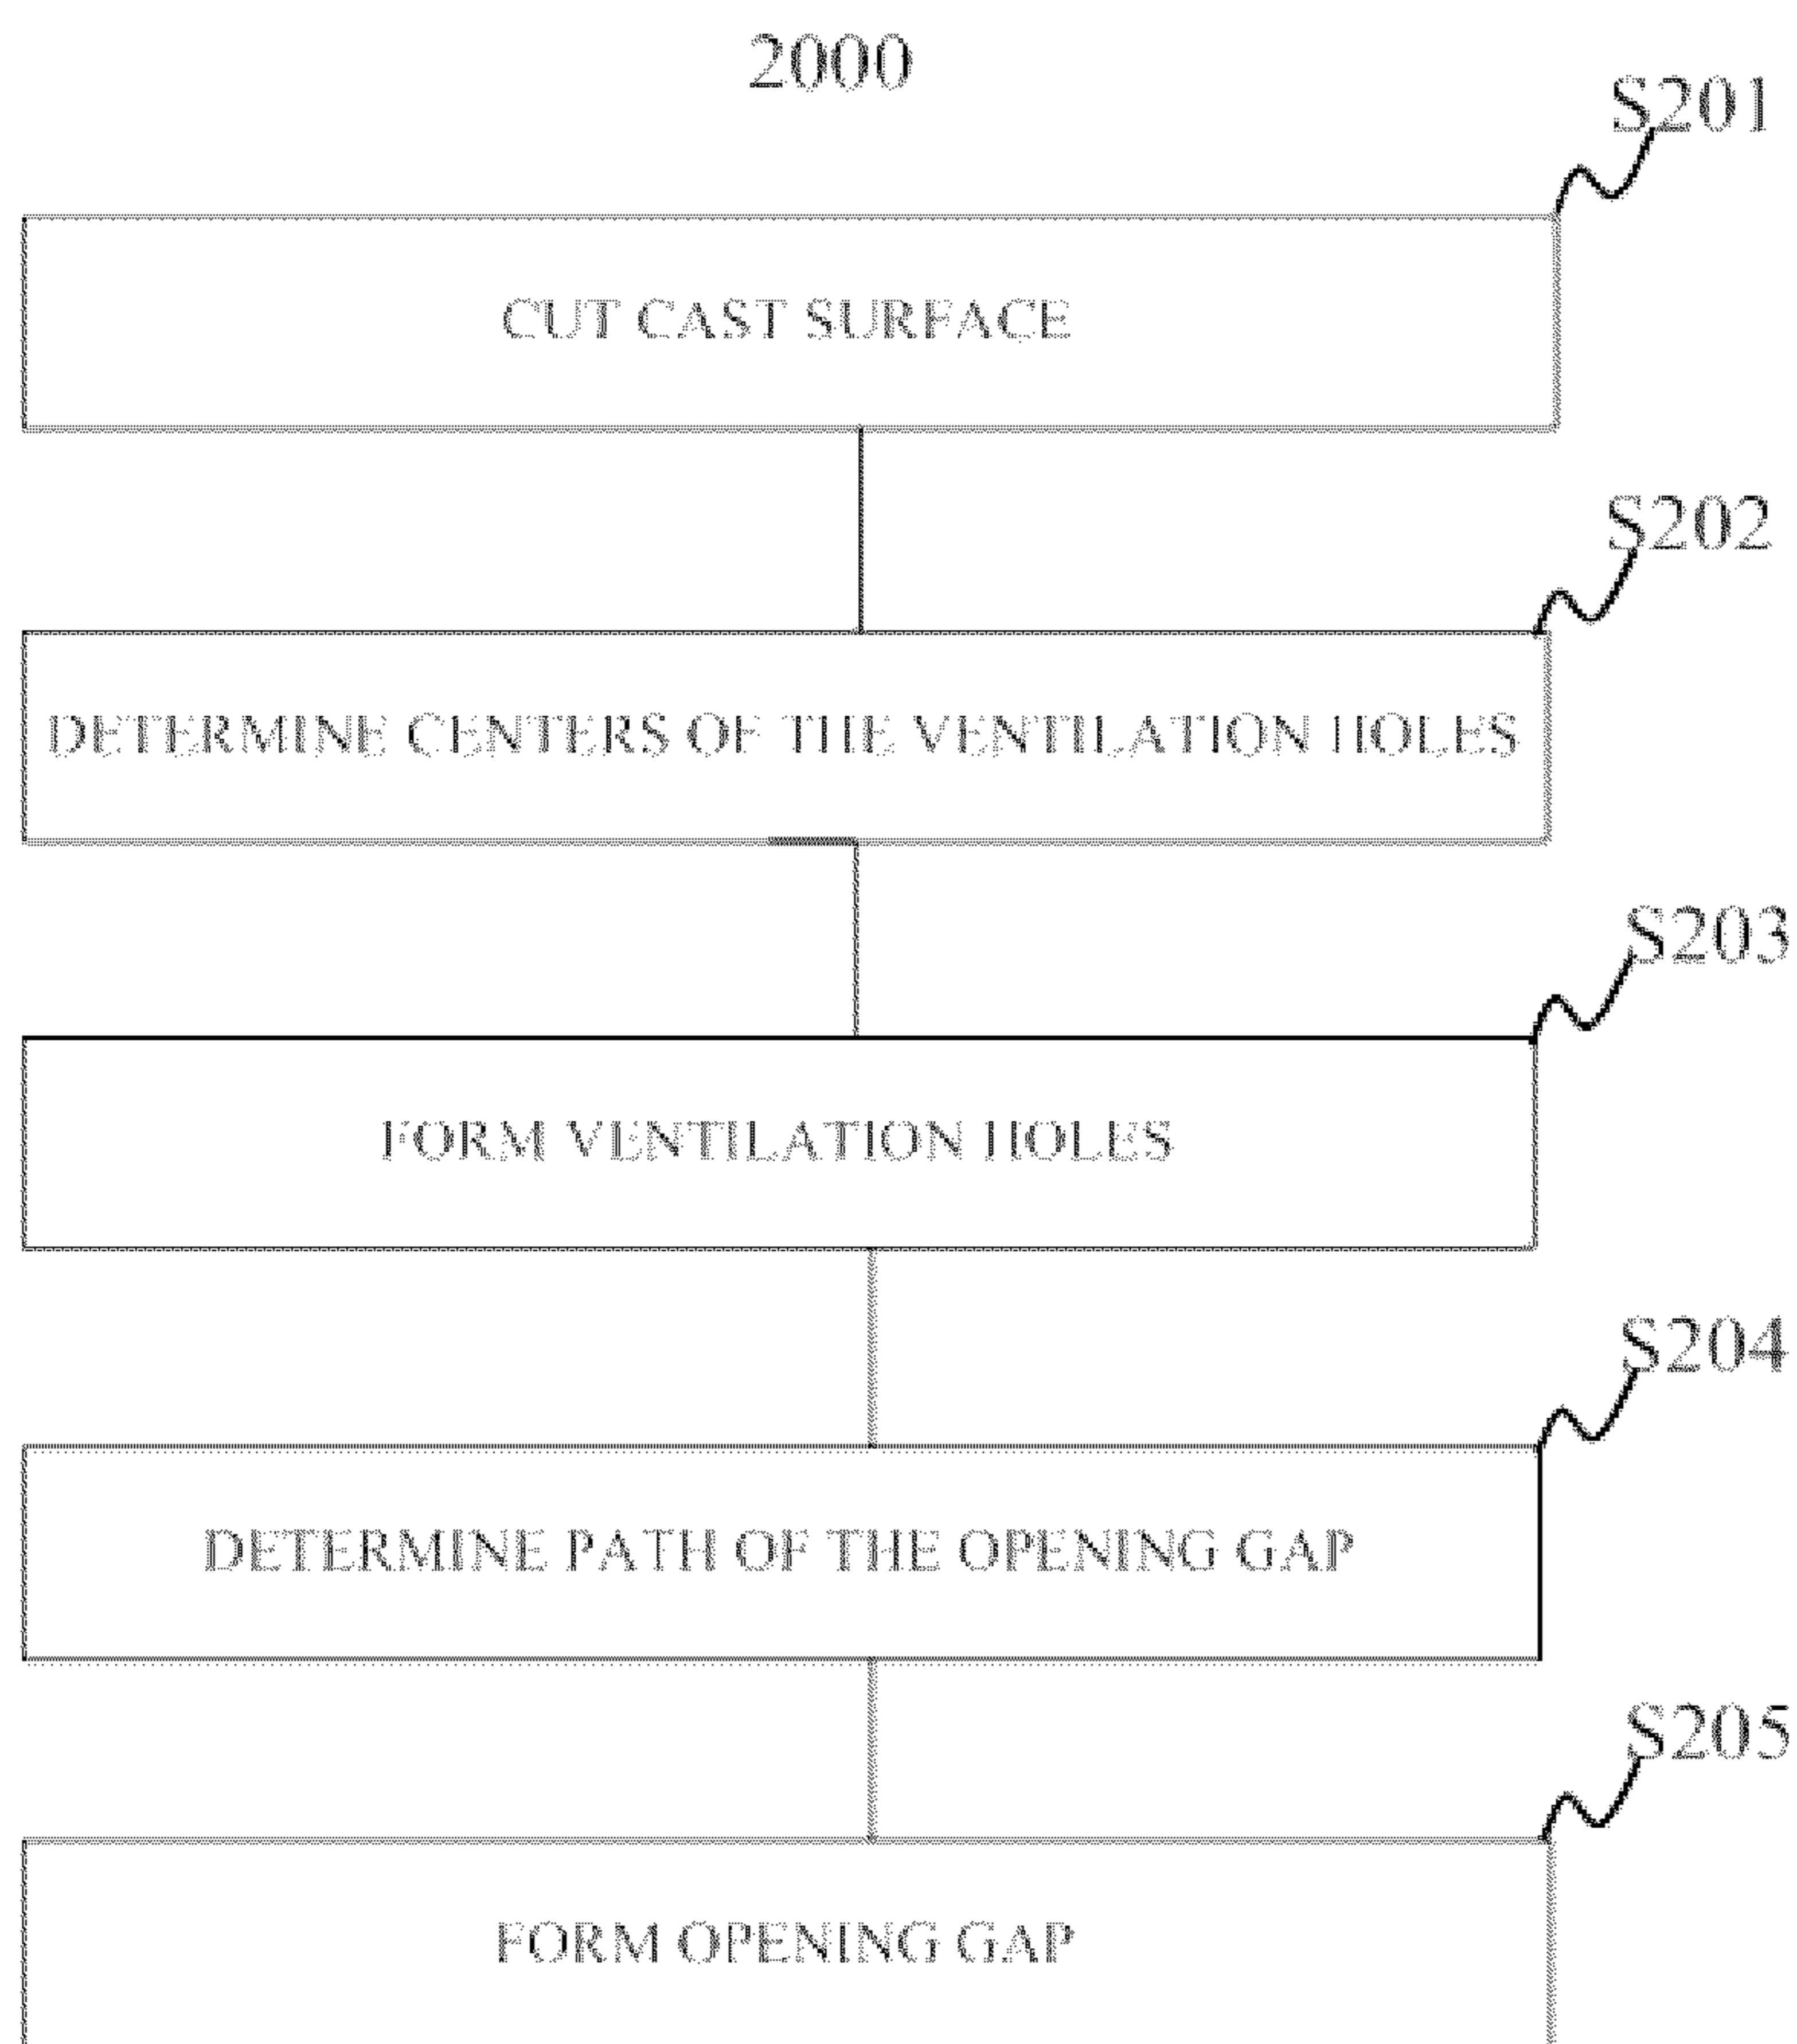 2000
S201
CUT CAST SURFACE
S202
DETERMINE CENTERS OF THE VENTILATION HOLES
S203
FORM VENTILATION HOLES
S204
DETERMINE PATH OF THE OPENING GAP
S205
FORM OPENING GAP